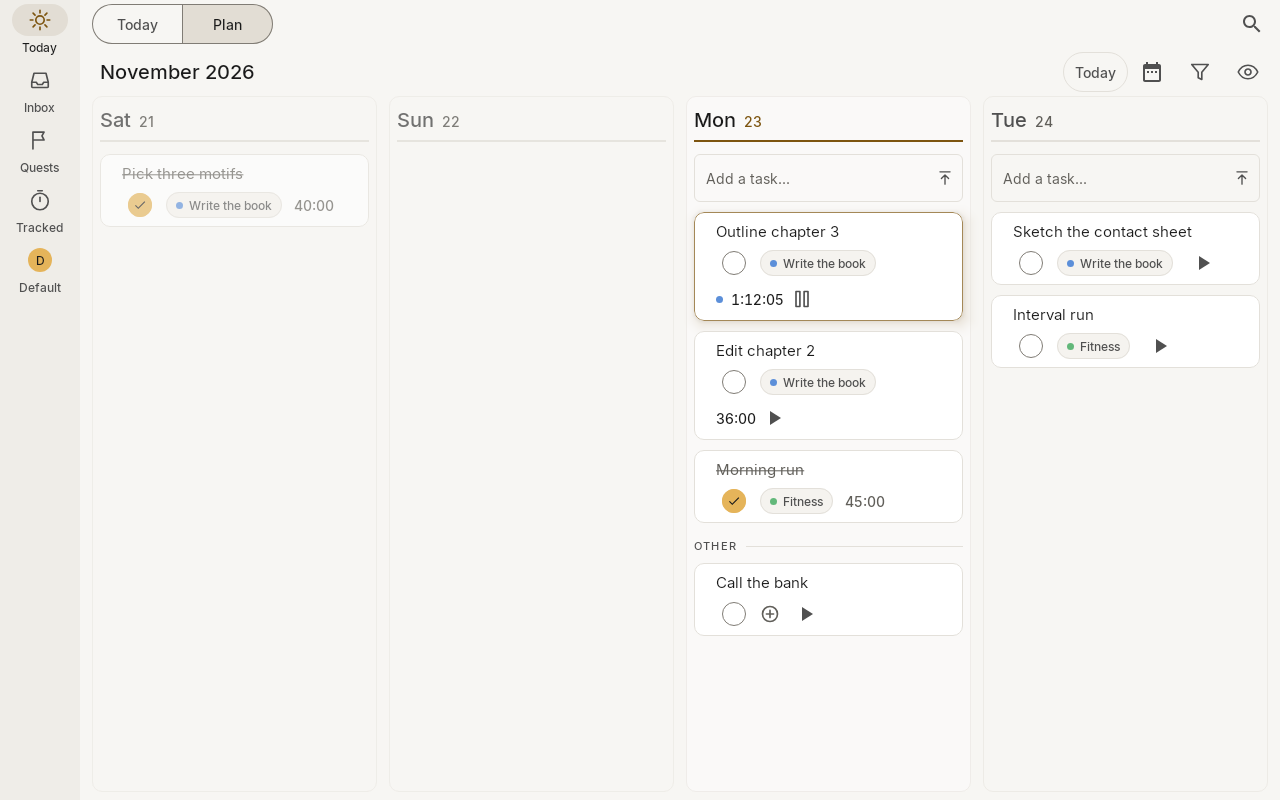 Today
Inbox
Quests
Tracked
D
Default
Today
Plan
November 2026
Today
Sat 21
Pick three motifs
Write the book 40:00
Sun 22
Mon 23
Add a task...
Outline chapter 3
Write the book
1:12:05
Edit chapter 2
Write the book
36:00
Morning run
Fitness 45:00
OTHER
Call the bank
Tue 24
Add a task...
Sketch the contact sheet
Write the book
Interval run
Fitness